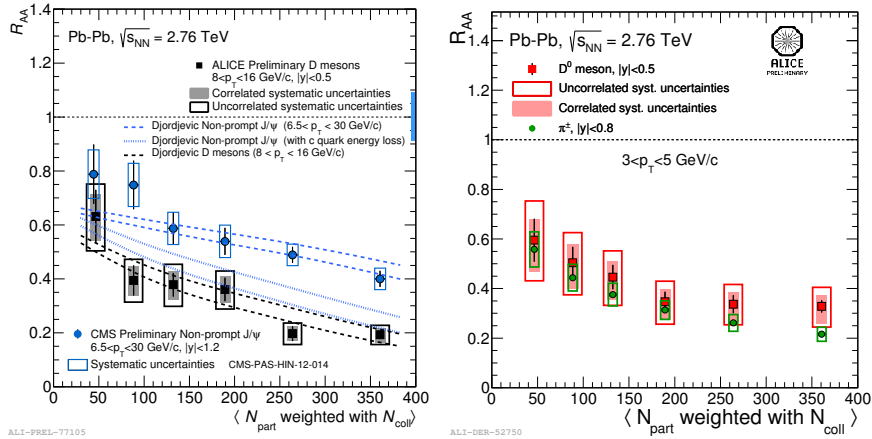 R_AA
1.4
1.2
1
0.8
0.6
0.4
0.2
0
Pb-Pb, √s_NN = 2.76 TeV
ALICE Preliminary D mesons
8<p_T<16 GeV/c, |y|<0.5
Correlated systematic uncertainties
Uncorrelated systematic uncertainties
Djordjevic Non-prompt J/ψ (6.5< p_T < 30 GeV/c)
Djordjevic Non-prompt J/ψ (with c quark energy loss)
Djordjevic D mesons (8 < p_T < 16 GeV/c)
CMS Preliminary Non-prompt J/ψ
6.5<p_T<30 GeV/c, |y|<1.2
Systematic uncertainties
CMS-PAS-HIN-12-014
0 50 100 150 200 250 300 350 400
⟨ N_part weighted with N_coll ⟩
ALI-PREL-77105
R_AA
1.4
1.2
1
0.8
0.6
0.4
0.2
0
Pb-Pb, √s_NN = 2.76 TeV
ALICE
PRELIMINARY
D⁰ meson, |y|<0.5
Uncorrelated syst. uncertainties
Correlated syst. uncertainties
π±, |y|<0.8
3<p_T<5 GeV/c
0 50 100 150 200 250 300 350 400
⟨ N_part weighted with N_coll ⟩
ALI-DER-52750